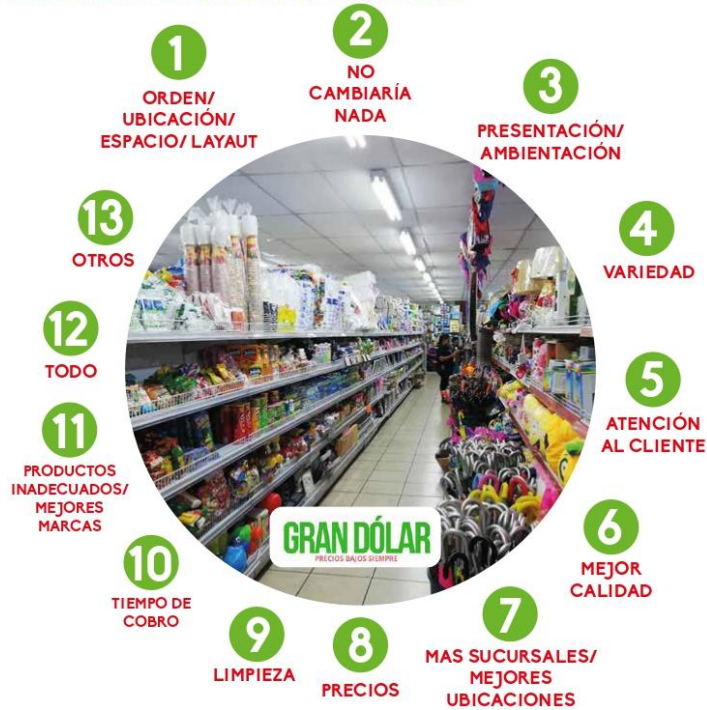 1
ORDEN/
UBICACIÓN/
ESPACIO/ LAYAUT
2
NO
CAMBIARÍA
NADA
3
PRESENTACIÓN/
AMBIENTACIÓN
4
VARIEDAD
5
ATENCIÓN
AL CLIENTE
6
MEJOR
CALIDAD
7
MAS SUCURSALES/
MEJORES
UBICACIONES
8
PRECIOS
9
LIMPIEZA
10
TIEMPO DE
COBRO
11
PRODUCTOS
INADECUADOS/
MEJORES
MARCAS
12
TODO
13
OTROS
GRAN DÓLAR
PRECIOS BAJOS SIEMPRE